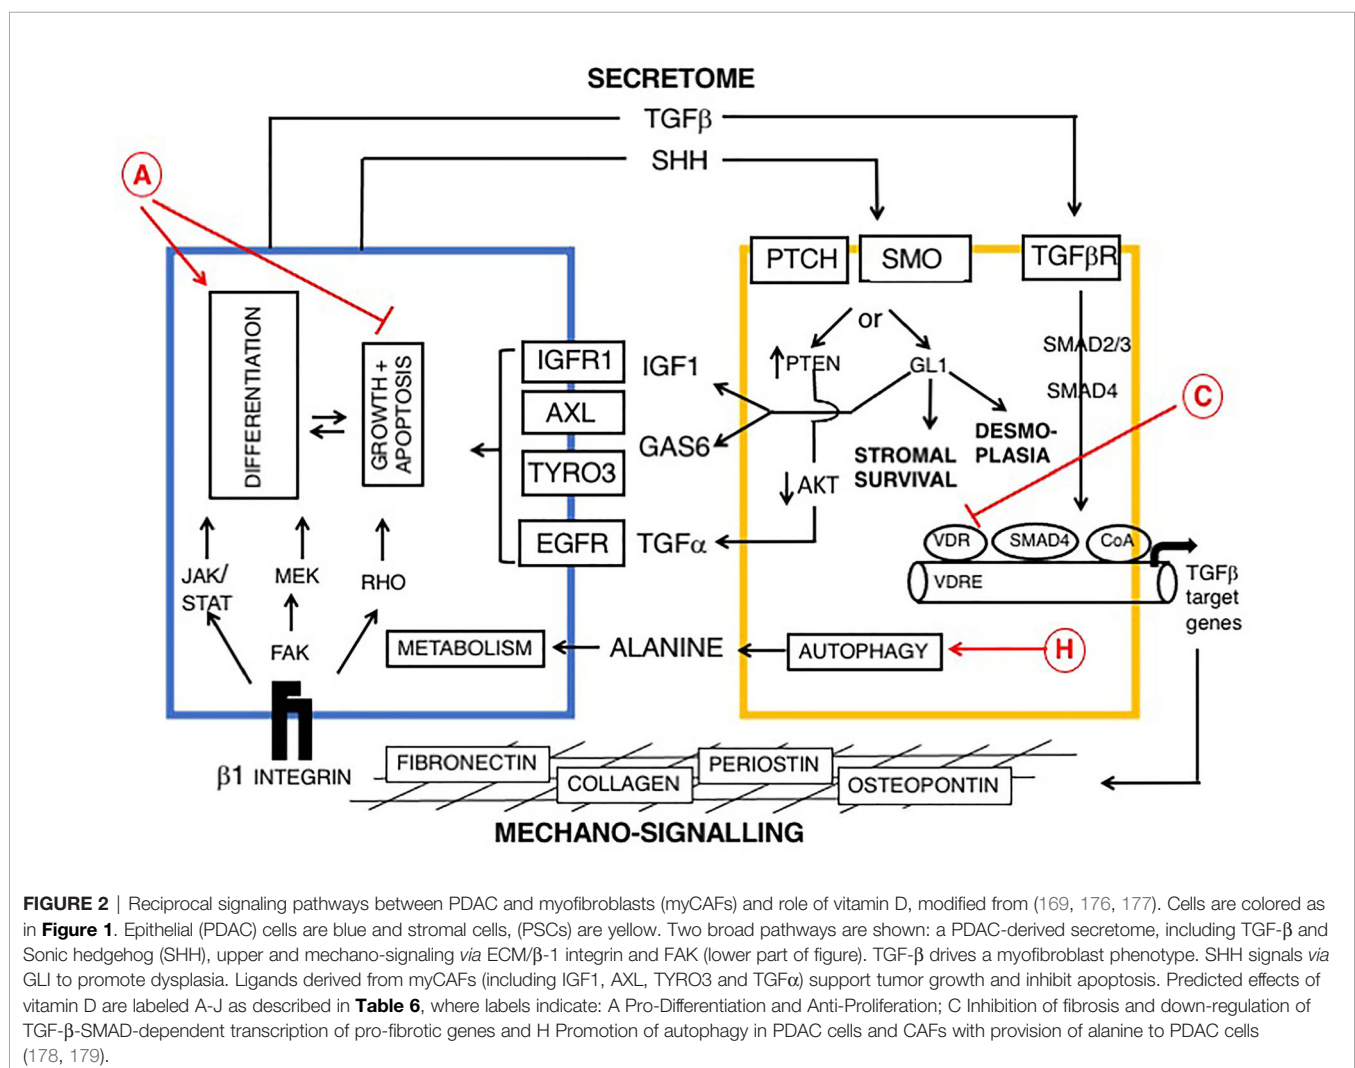 SECRETOME
TGFβ
SHH
A
PTCH
SMO
TGFβR
DIFFERENTIATION
GROWTH +
APOPTOSIS
IGFR1
IGF1
AXL
GAS6
TYRO3
EGFR
TGFα
or
PTEN
GL1
SMAD2/3
SMAD4
C
AKT
STROMAL
SURVIVAL
DESMO-
PLASIA
VDR
SMAD4
CoA
VDRE
TGFβ
target
genes
JAK/
STAT
MEK
RHO
FAK
METABOLISM
ALANINE
AUTOPHAGY
H
β1 INTEGRIN
FIBRONECTIN
COLLAGEN
PERIOSTIN
OSTEOPONTIN
MECHANO-SIGNALLING
FIGURE 2 | Reciprocal signaling pathways between PDAC and myofibroblasts (myCAFs) and role of vitamin D, modified from (169, 176, 177). Cells are colored as
in Figure 1. Epithelial (PDAC) cells are blue and stromal cells, (PSCs) are yellow. Two broad pathways are shown: a PDAC-derived secretome, including TGF-β and
Sonic hedgehog (SHH), upper and mechano-signaling via ECM/β-1 integrin and FAK (lower part of figure). TGF-β drives a myofibroblast phenotype. SHH signals via
GLI to promote dysplasia. Ligands derived from myCAFs (including IGF1, AXL, TYRO3 and TGFα) support tumor growth and inhibit apoptosis. Predicted effects of
vitamin D are labeled A-J as described in Table 6, where labels indicate: A Pro-Differentiation and Anti-Proliferation; C Inhibition of fibrosis and down-regulation of
TGF-β-SMAD-dependent transcription of pro-fibrotic genes and H Promotion of autophagy in PDAC cells and CAFs with provision of alanine to PDAC cells
(178, 179).